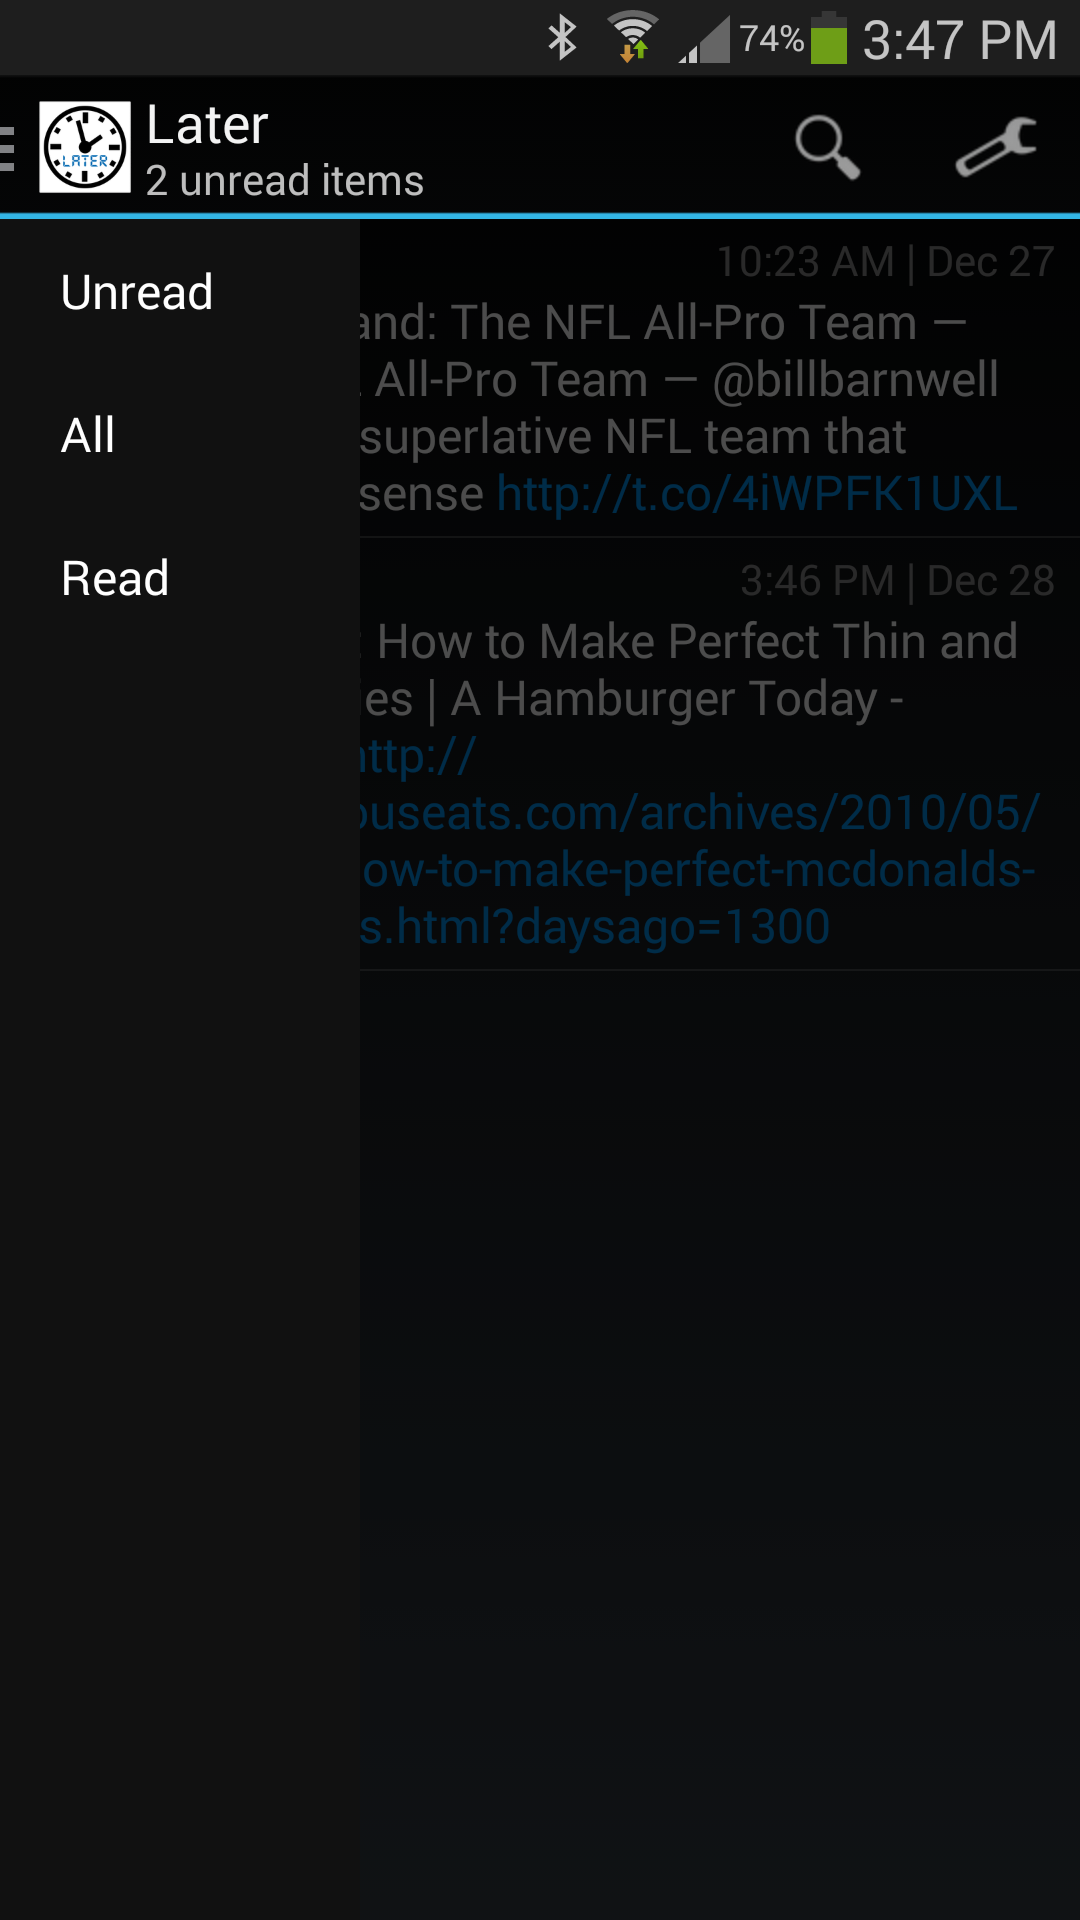 74% 3:47 PM
LATER
Later
2 unread items
Unread
All
Read
10:23 AM | Dec 27
and: The NFL All-Pro Team —
. All-Pro Team — @billbarnwell
superlative NFL team that
sense http://t.co/4iWPFK1UXL
3:46 PM | Dec 28
: How to Make Perfect Thin and
ies | A Hamburger Today -
http://
ouseats.com/archives/2010/05/
ow-to-make-perfect-mcdonalds-
s.html?daysago=1300